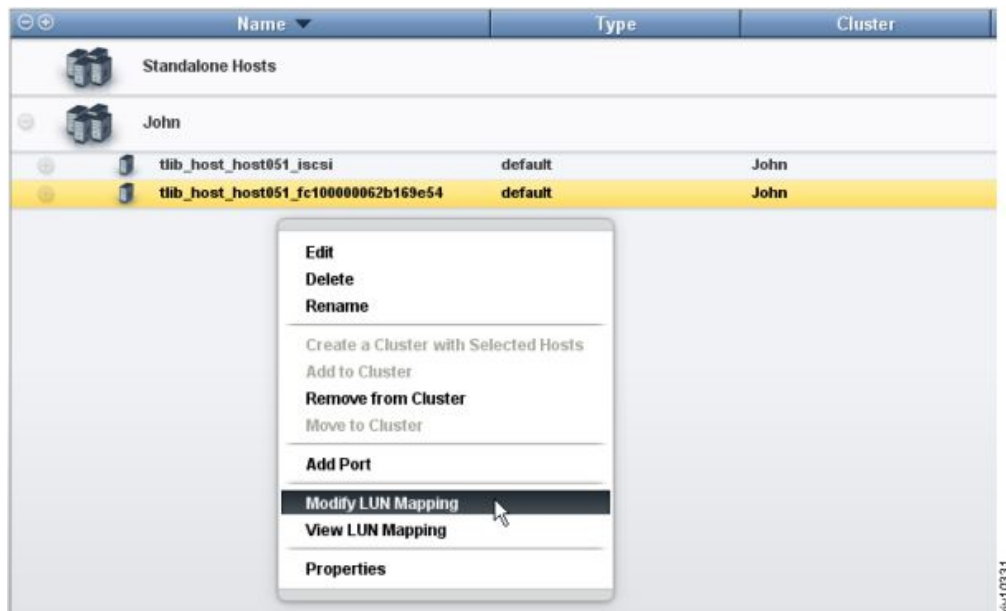 Name Type Cluster
Standalone Hosts
John
tlib_host_host051_iscsi default John
tlib_host_host051_fc100000062b169e54 default John
Edit
Delete
Rename
Create a Cluster with Selected Hosts
Add to Cluster
Remove from Cluster
Move to Cluster
Add Port
Modify LUN Mapping
View LUN Mapping
Properties